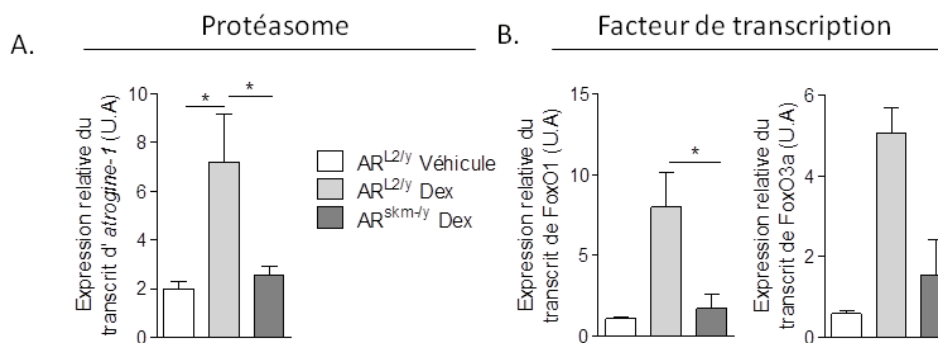 A.
Protéasome
Expression relative du
transcrit d' atrogine-1 (U.A)
10
8
6
4
2
0
*
*
AR^L2/y Véhicule
AR^L2/y Dex
AR^skm-/y Dex
B.
Facteur de transcription
Expression relative du
transcrit de FoxO1 (U.A)
15
10
5
0
*
Expression relative du
transcrit de FoxO3a (U.A)
6
4
2
0